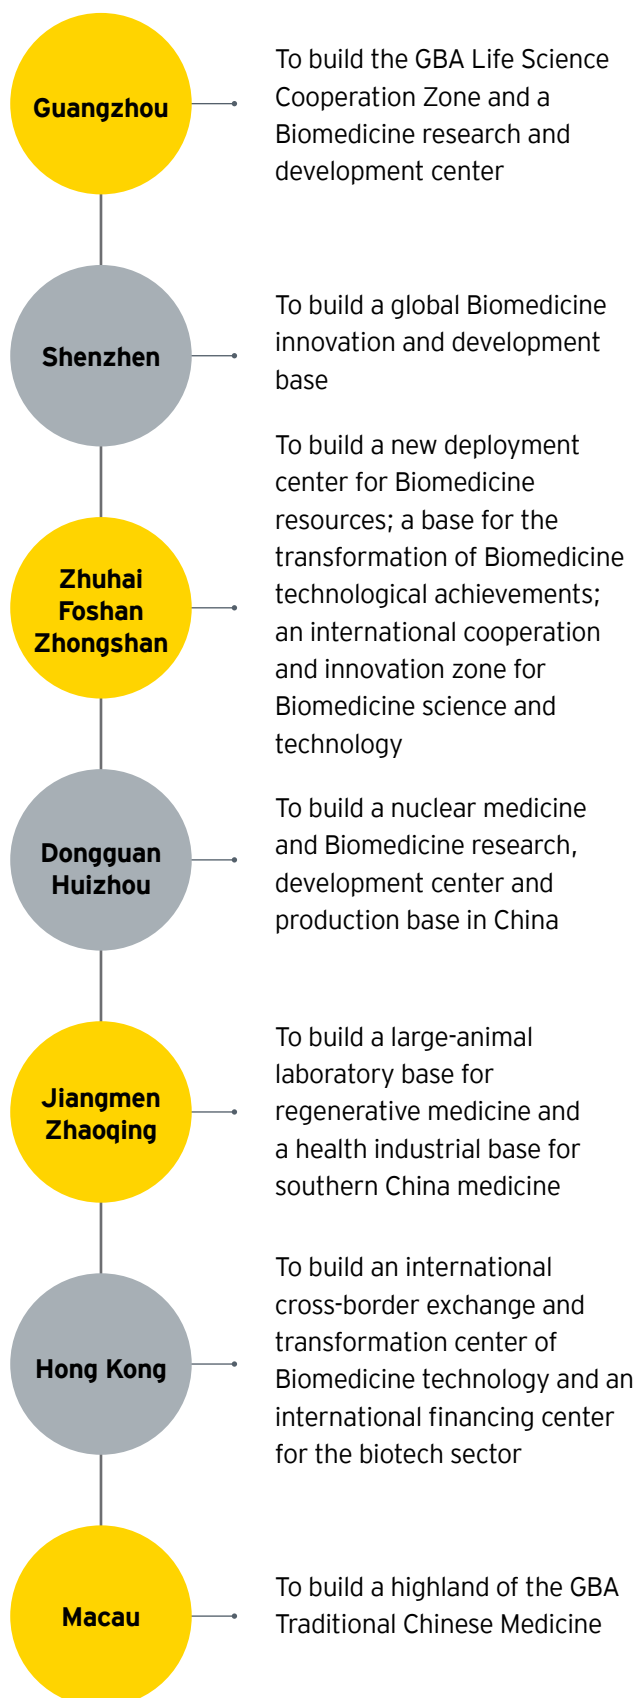 Guangzhou
To build the GBA Life Science
Cooperation Zone and a
Biomedicine research and
development center
Shenzhen
To build a global Biomedicine
innovation and development
base
Zhuhai
Foshan
Zhongshan
To build a new deployment
center for Biomedicine
resources; a base for the
transformation of Biomedicine
technological achievements;
an international cooperation
and innovation zone for
Biomedicine science and
technology
Dongguan
Huizhou
To build a nuclear medicine
and Biomedicine research,
development center and
production base in China
Jiangmen
Zhaoqing
To build a large-animal
laboratory base for
regenerative medicine and
a health industrial base for
southern China medicine
Hong Kong
To build an international
cross-border exchange and
transformation center of
Biomedicine technology and an
international financing center
for the biotech sector
Macau
To build a highland of the GBA
Traditional Chinese Medicine